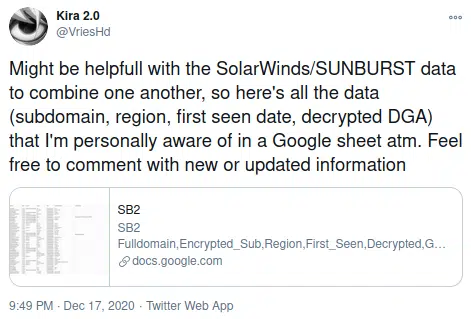 Kira 2.0
@VriesHd
Might be helpfull with the SolarWinds/SUNBURST data
to combine one another, so here's all the data
(subdomain, region, first seen date, decrypted DGA)
that I'm personally aware of in a Google sheet atm. Feel
free to comment with new or updated information
SB2
SB2
Fulldomain,Encrypted_Sub,Region,First_Seen,Decrypted,G...
docs.google.com
9:49 PM · Dec 17, 2020 · Twitter Web App